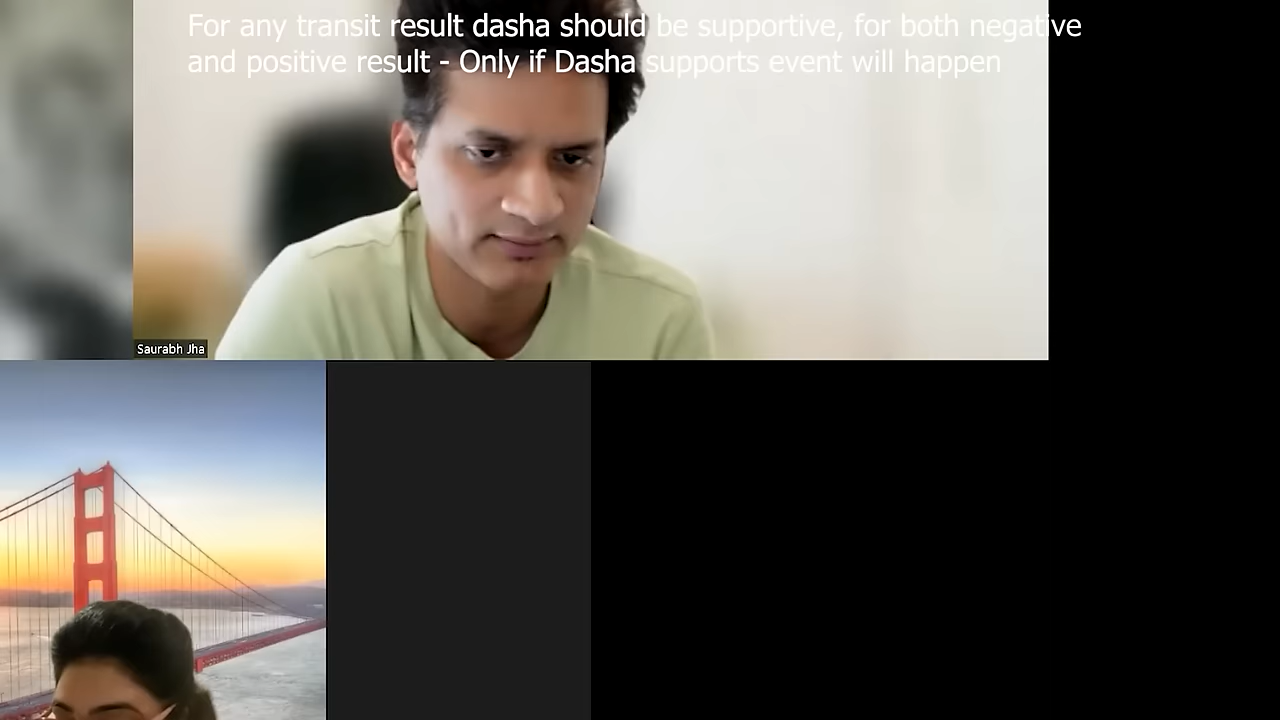 For any transit result dasha should be supportive, for both negative
and positive result - Only if Dasha supports event will happen
Saurabh Jha